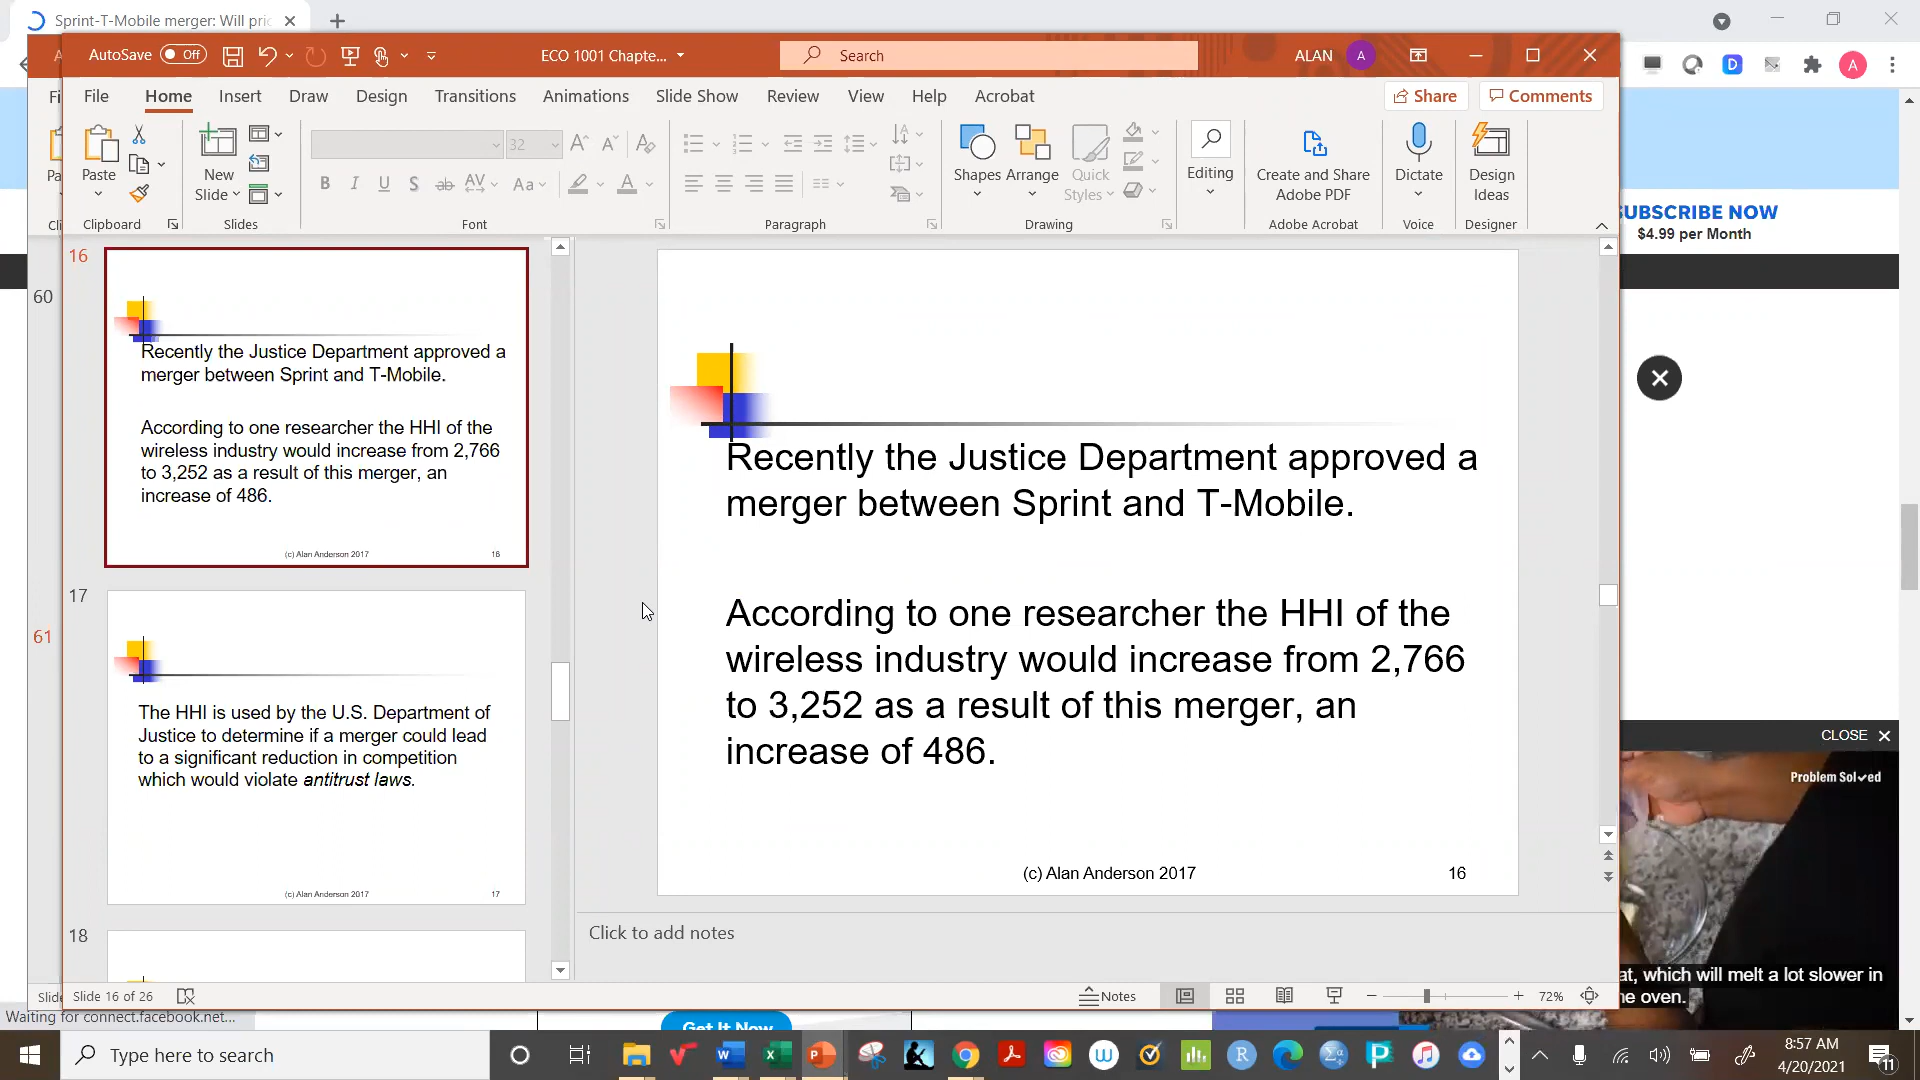 Sprint-T-Mobile merger: Will pri
AutoSave Off
ECO 1001 Chapte...
Search
ALAN A
A
D
File Home Insert Draw Design Transitions Animations Slide Show Review View Help Acrobat
Share Comments
Fi
Pa
Paste
New
Slide
32
Aa
Shapes Arrange Quick
Styles
Editing
Create and Share
Adobe PDF
Dictate
Design
Ideas
Cli
Clipboard Slides Font Paragraph Drawing Adobe Acrobat Voice Designer
SUBSCRIBE NOW
$4.99 per Month
60
61
16
Recently the Justice Department approved a
merger between Sprint and T-Mobile.
According to one researcher the HHI of the
wireless industry would increase from 2,766
to 3,252 as a result of this merger, an
increase of 486.
(c) Alan Anderson 2017 16
17
The HHI is used by the U.S. Department of
Justice to determine if a merger could lead
to a significant reduction in competition
which would violate antitrust laws.
(c) Alan Anderson 2017 17
18
Recently the Justice Department approved a
merger between Sprint and T-Mobile.
According to one researcher the HHI of the
wireless industry would increase from 2,766
to 3,252 as a result of this merger, an
increase of 486.
(c) Alan Anderson 2017 16
Click to add notes
CLOSE
Problem Solved
at, which will melt a lot slower in
ne oven.
Slide
Slide 16 of 26
Notes
72%
Waiting for connect.facebook.net...
Get It Now
Type here to search
8:57 AM
4/20/2021
11